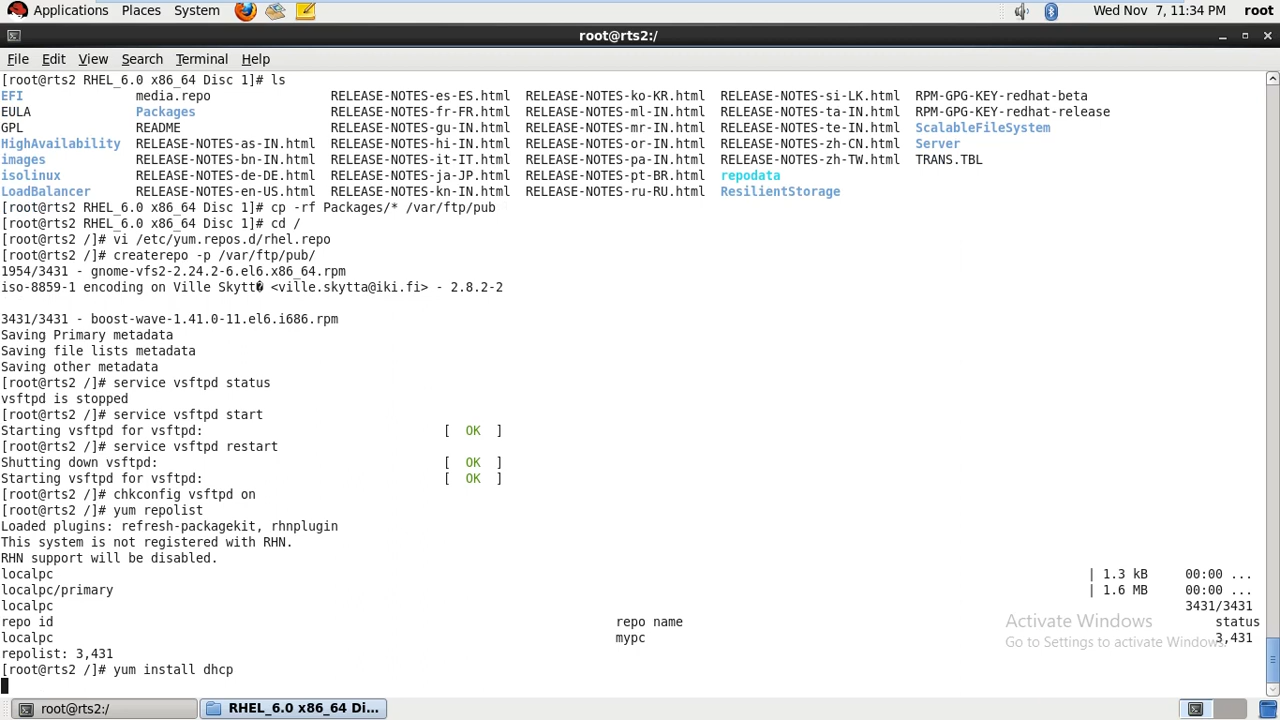 Applications Places System Wed Nov 7, 11:34 PM root
root@rts2:/
File Edit View Search Terminal Help
[root@rts2 RHEL_6.0 x86_64 Disc 1]# ls
EFI media.repo RELEASE-NOTES-es-ES.html RELEASE-NOTES-ko-KR.html RELEASE-NOTES-si-LK.html RPM-GPG-KEY-redhat-beta
EULA Packages RELEASE-NOTES-fr-FR.html RELEASE-NOTES-ml-IN.html RELEASE-NOTES-ta-IN.html RPM-GPG-KEY-redhat-release
GPL README RELEASE-NOTES-gu-IN.html RELEASE-NOTES-mr-IN.html RELEASE-NOTES-te-IN.html ScalableFileSystem
HighAvailability RELEASE-NOTES-as-IN.html RELEASE-NOTES-hi-IN.html RELEASE-NOTES-or-IN.html RELEASE-NOTES-zh-CN.html Server
images RELEASE-NOTES-bn-IN.html RELEASE-NOTES-it-IT.html RELEASE-NOTES-pa-IN.html RELEASE-NOTES-zh-TW.html TRANS.TBL
isolinux RELEASE-NOTES-de-DE.html RELEASE-NOTES-ja-JP.html RELEASE-NOTES-pt-BR.html repodata
LoadBalancer RELEASE-NOTES-en-US.html RELEASE-NOTES-kn-IN.html RELEASE-NOTES-ru-RU.html ResilientStorage
[root@rts2 RHEL_6.0 x86_64 Disc 1]# cp -rf Packages/* /var/ftp/pub
[root@rts2 RHEL_6.0 x86_64 Disc 1]# cd /
[root@rts2 /]# vi /etc/yum.repos.d/rhel.repo
[root@rts2 /]# createrepo -p /var/ftp/pub/
1954/3431 - gnome-vfs2-2.24.2-6.el6.x86_64.rpm
iso-8859-1 encoding on Ville Skytt� <ville.skytta@iki.fi> - 2.8.2-2
3431/3431 - boost-wave-1.41.0-11.el6.i686.rpm
Saving Primary metadata
Saving file lists metadata
Saving other metadata
[root@rts2 /]# service vsftpd status
vsftpd is stopped
[root@rts2 /]# service vsftpd start
Starting vsftpd for vsftpd: [ OK ]
[root@rts2 /]# service vsftpd restart
Shutting down vsftpd: [ OK ]
Starting vsftpd for vsftpd: [ OK ]
[root@rts2 /]# chkconfig vsftpd on
[root@rts2 /]# yum repolist
Loaded plugins: refresh-packagekit, rhnplugin
This system is not registered with RHN.
RHN support will be disabled.
localpc | 1.3 kB 00:00 ...
localpc/primary | 1.6 MB 00:00 ...
localpc 3431/3431
repo id repo name status
localpc mypc 3,431
repolist: 3,431
[root@rts2 /]# yum install dhcp
Activate Windows
Go to Settings to activate Windows.
root@rts2:/ RHEL_6.0 x86_64 Di...